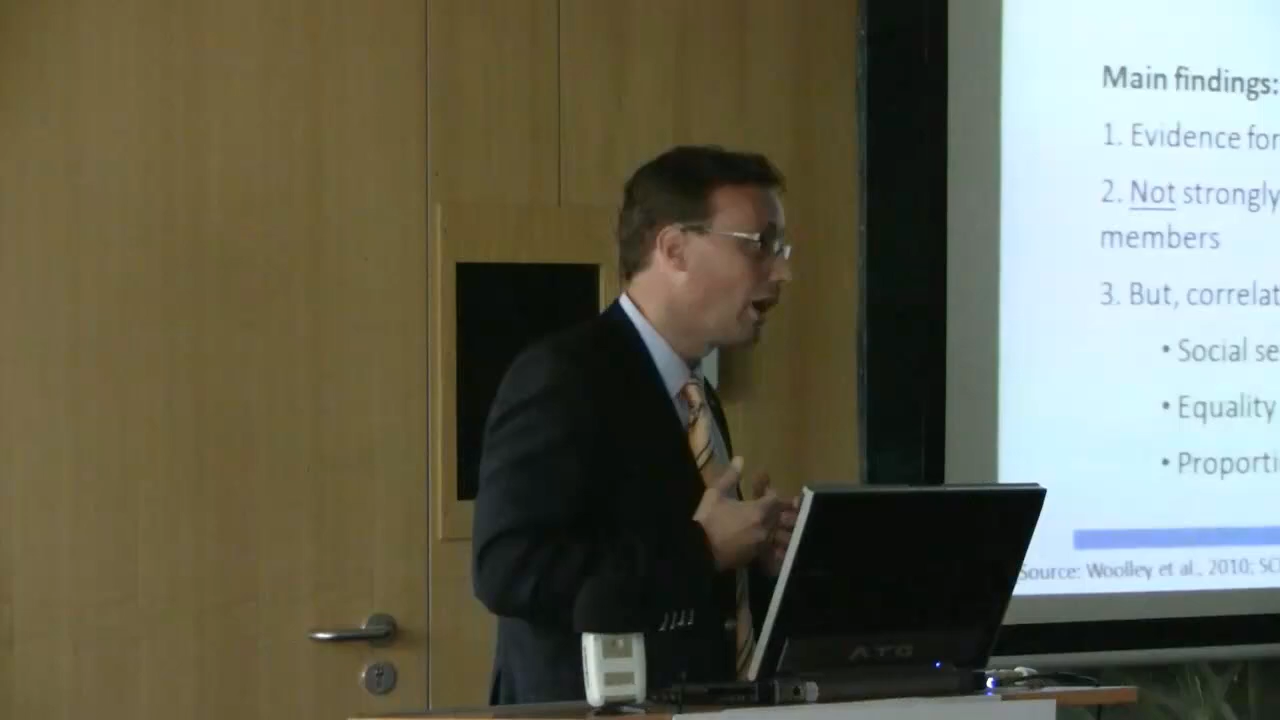 Main findings:
1. Evidence for
2. Not strongly
members
3. But, correlat
• Social se
• Equality
• Proporti
Source: Woolley et al., 2010; SC